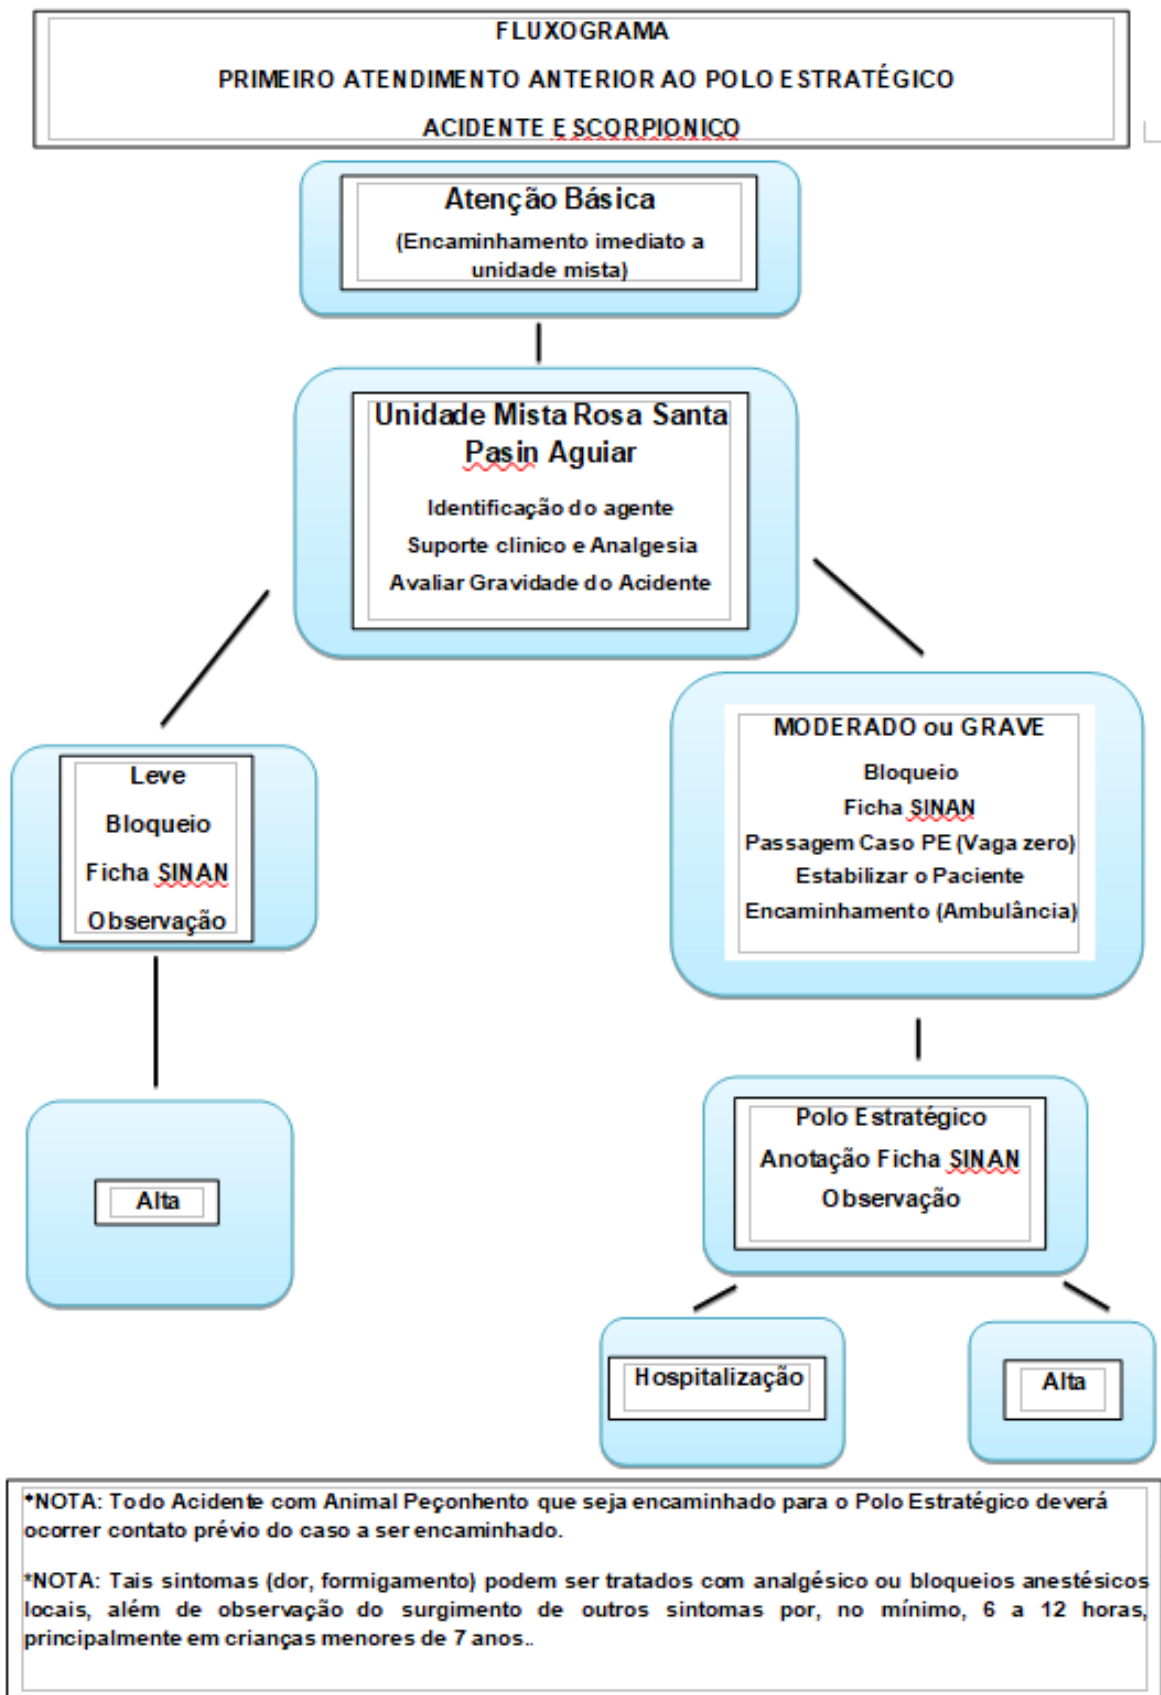 FLUXOGRAMA
PRIMEIRO ATENDIMENTO ANTERIOR AO POLO ESTRATÉGICO
ACIDENTE ESCORPIONICO
Atenção Básica
(Encaminhamento imediato a
unidade mista)
Unidade Mista Rosa Santa
Pasin Aguiar
Identificação do agente
Suporte clinico e Analgesia
Avaliar Gravidade do Acidente
Leve
Bloqueio
Ficha SINAN
Observação
Alta
MODERADO ou GRAVE
Bloqueio
Ficha SINAN
Passagem Caso PE (Vaga zero)
Estabilizar o Paciente
Encaminhamento (Ambulância)
Polo Estratégico
Anotação Ficha SINAN
Observação
Hospitalização
Alta
*NOTA: Todo Acidente com Animal Peçonhento que seja encaminhado para o Polo Estratégico deverá
ocorrer contato prévio do caso a ser encaminhado.
*NOTA: Tais sintomas (dor, formigamento) podem ser tratados com analgésico ou bloqueios anestésicos
locais, além de observação do surgimento de outros sintomas por, no mínimo, 6 a 12 horas,
principalmente em crianças menores de 7 anos..